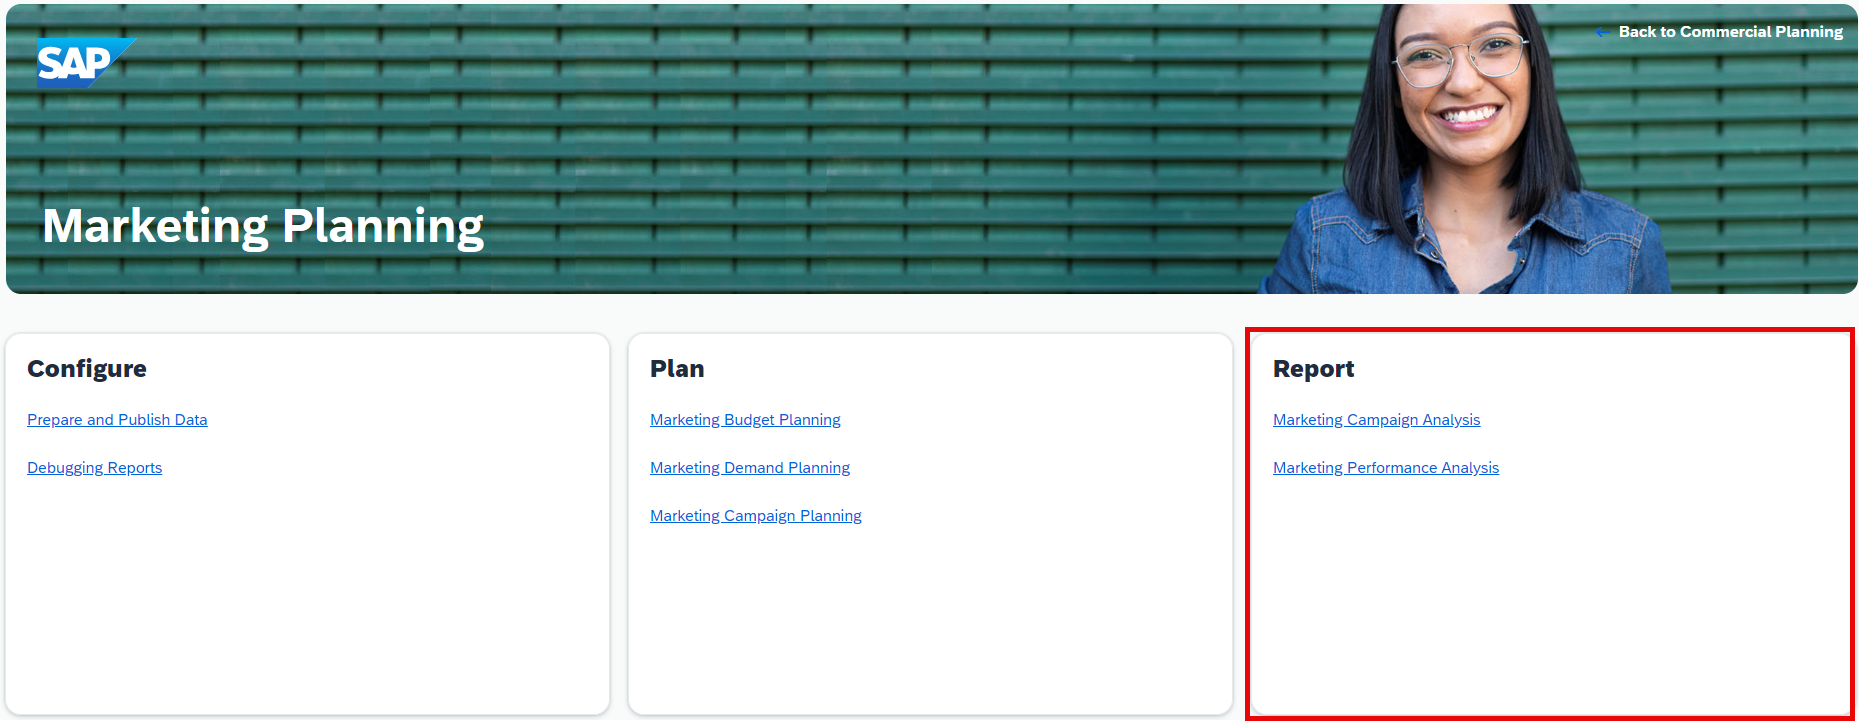 SAP
Back to Commercial Planning
Marketing Planning
Configure
Prepare and Publish Data
Debugging Reports
Plan
Marketing Budget Planning
Marketing Demand Planning
Marketing Campaign Planning
Report
Marketing Campaign Analysis
Marketing Performance Analysis